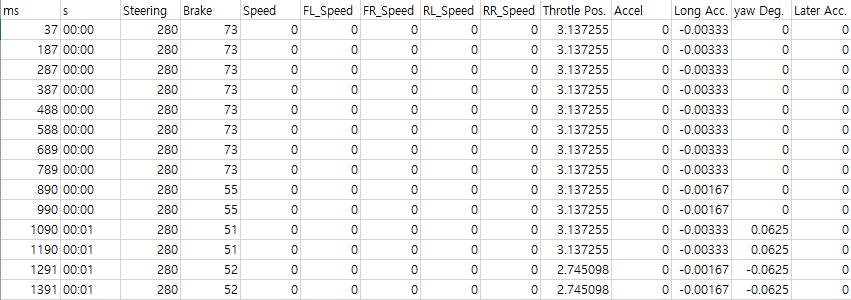 ms s Steering Brake Speed FL_Speed FR_Speed RL_Speed RR_Speed Throtle Pos. Accel Long Acc. yaw Deg. Later Acc.
37 00:00 280 73 0 0 0 0 0 3.137255 0 -0.00333 0 0
187 00:00 280 73 0 0 0 0 0 3.137255 0 -0.00333 0 0
287 00:00 280 73 0 0 0 0 0 3.137255 0 -0.00333 0 0
387 00:00 280 73 0 0 0 0 0 3.137255 0 -0.00333 0 0
488 00:00 280 73 0 0 0 0 0 3.137255 0 -0.00333 0 0
588 00:00 280 73 0 0 0 0 0 3.137255 0 -0.00333 0 0
689 00:00 280 73 0 0 0 0 0 3.137255 0 -0.00333 0 0
789 00:00 280 73 0 0 0 0 0 3.137255 0 -0.00333 0 0
890 00:00 280 55 0 0 0 0 0 3.137255 0 -0.00167 0 0
990 00:00 280 55 0 0 0 0 0 3.137255 0 -0.00167 0 0
1090 00:01 280 51 0 0 0 0 0 3.137255 0 -0.00333 0.0625 0
1190 00:01 280 51 0 0 0 0 0 3.137255 0 -0.00333 0.0625 0
1291 00:01 280 52 0 0 0 0 0 2.745098 0 -0.00167 -0.0625 0
1391 00:01 280 52 0 0 0 0 0 2.745098 0 -0.00167 -0.0625 0